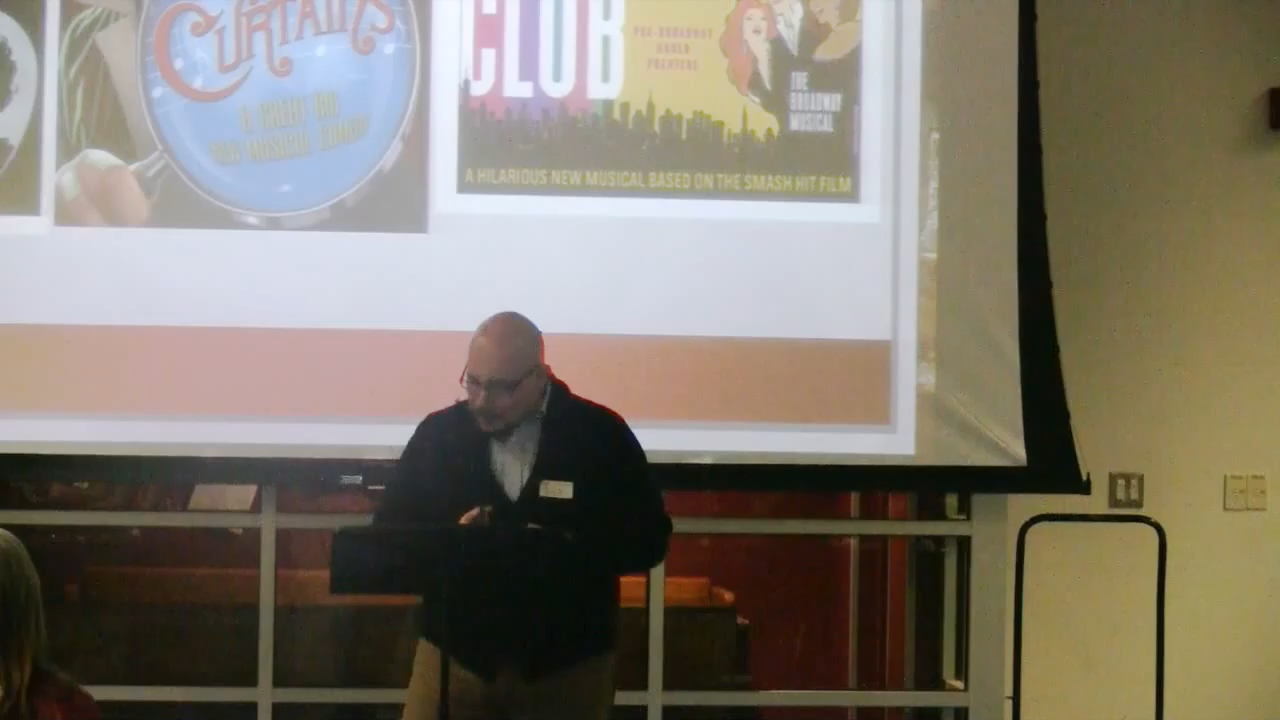 CURTAINS
CLUB
PRE-BROADWAY
WORLD
PREMIERE
THE
BROADWAY
MUSICAL
A HILARIOUS NEW MUSICAL BASED ON THE SMASH HIT FILM